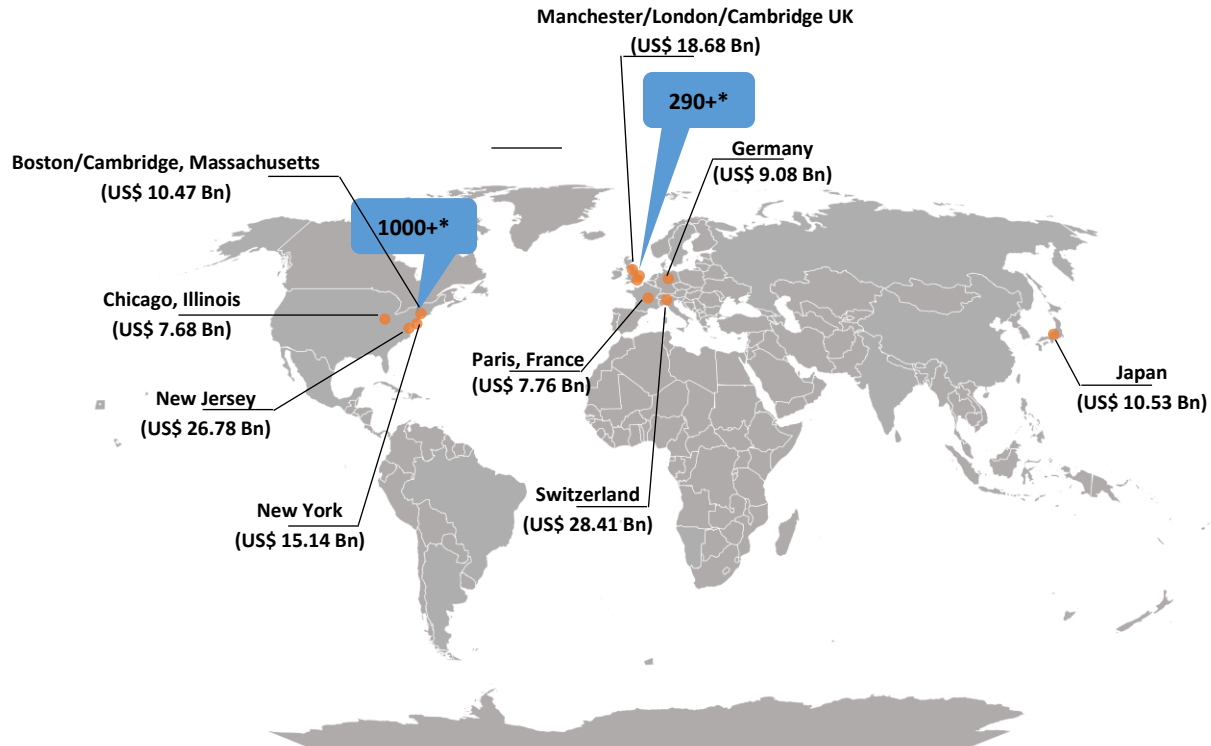 Manchester/London/Cambridge UK
(US$ 18.68 Bn)
290+*
Germany
(US$ 9.08 Bn)
Boston/Cambridge, Massachusetts
(US$ 10.47 Bn)
1000+*
Chicago, Illinois
(US$ 7.68 Bn)
Paris, France
(US$ 7.76 Bn)
Japan
(US$ 10.53 Bn)
New Jersey
(US$ 26.78 Bn)
Switzerland
(US$ 28.41 Bn)
New York
(US$ 15.14 Bn)